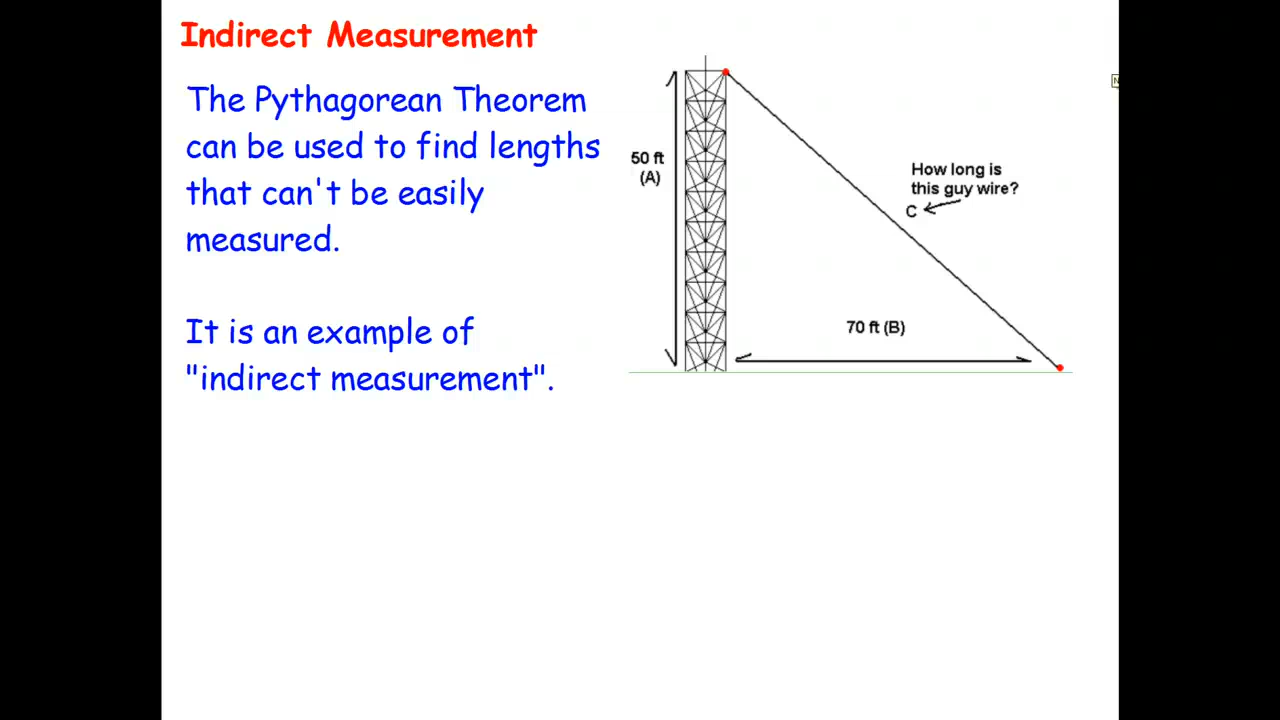 Indirect Measurement
The Pythagorean Theorem
can be used to find lengths
that can't be easily
measured.
It is an example of
"indirect measurement".
50 ft
(A)
How long is
this guy wire?
C
70 ft (B)